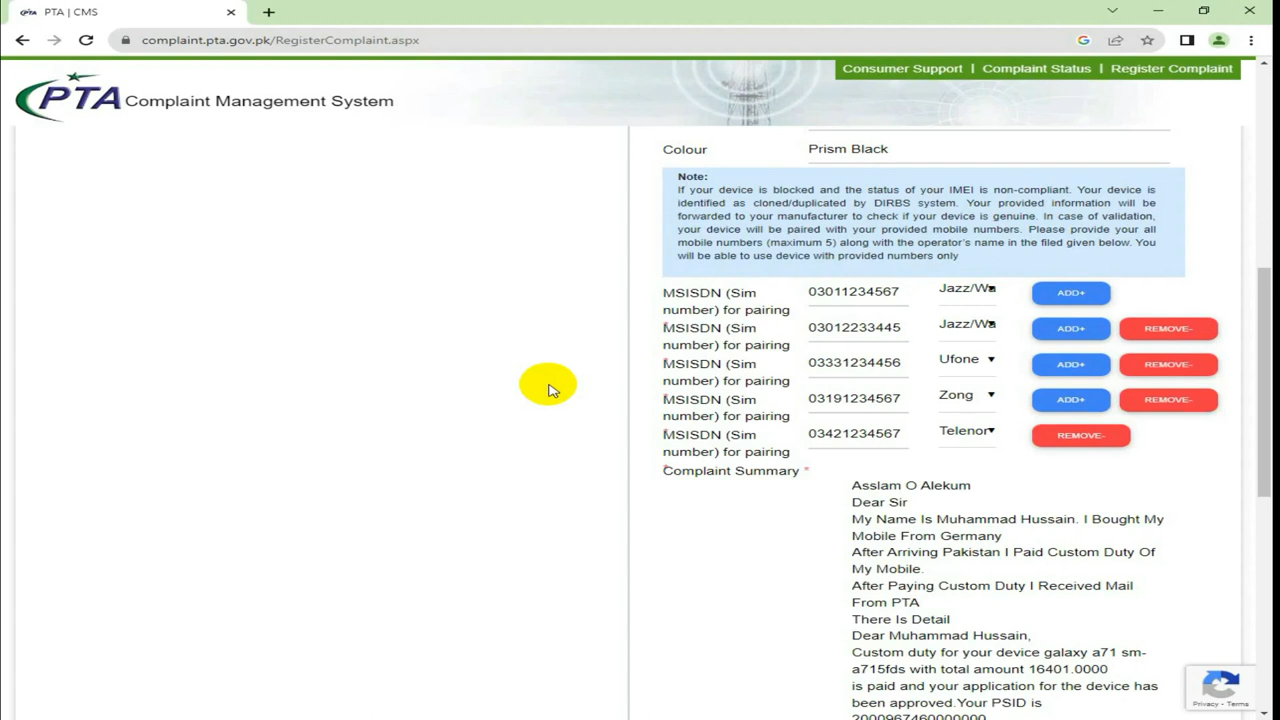 PTA | CMS
complaint.pta.gov.pk/RegisterComplaint.aspx
Consumer Support | Complaint Status | Register Complaint
PTA Complaint Management System
Colour Prism Black
Note:
If your device is blocked and the status of your IMEI is non-compliant. Your device is
identified as cloned/duplicated by DIRBS system. Your provided information will be
forwarded to your manufacturer to check if your device is genuine. In case of validation,
your device will be paired with your provided mobile numbers. Please provide your all
mobile numbers (maximum 5) along with the operator's name in the filed given below. You
will be able to use device with provided numbers only
MSISDN (Sim 03011234567 Jazz/Wa ADD+
number) for pairing
*
MSISDN (Sim 03012233445 Jazz/Wa ADD+ REMOVE-
number) for pairing
*
MSISDN (Sim 03331234456 Ufone ADD+ REMOVE-
number) for pairing
*
MSISDN (Sim 03191234567 Zong ADD+ REMOVE-
number) for pairing
*
MSISDN (Sim 03421234567 Telenor REMOVE-
number) for pairing
*
Complaint Summary *
Asslam O Alekum
Dear Sir
My Name Is Muhammad Hussain. I Bought My
Mobile From Germany
After Arriving Pakistan I Paid Custom Duty Of
My Mobile.
After Paying Custom Duty I Received Mail
From PTA
There Is Detail
Dear Muhammad Hussain,
Custom duty for your device galaxy a71 sm-
a715fds with total amount 16401.0000
is paid and your application for the device has
been approved.Your PSID is
2000967460000000
Privacy - Terms